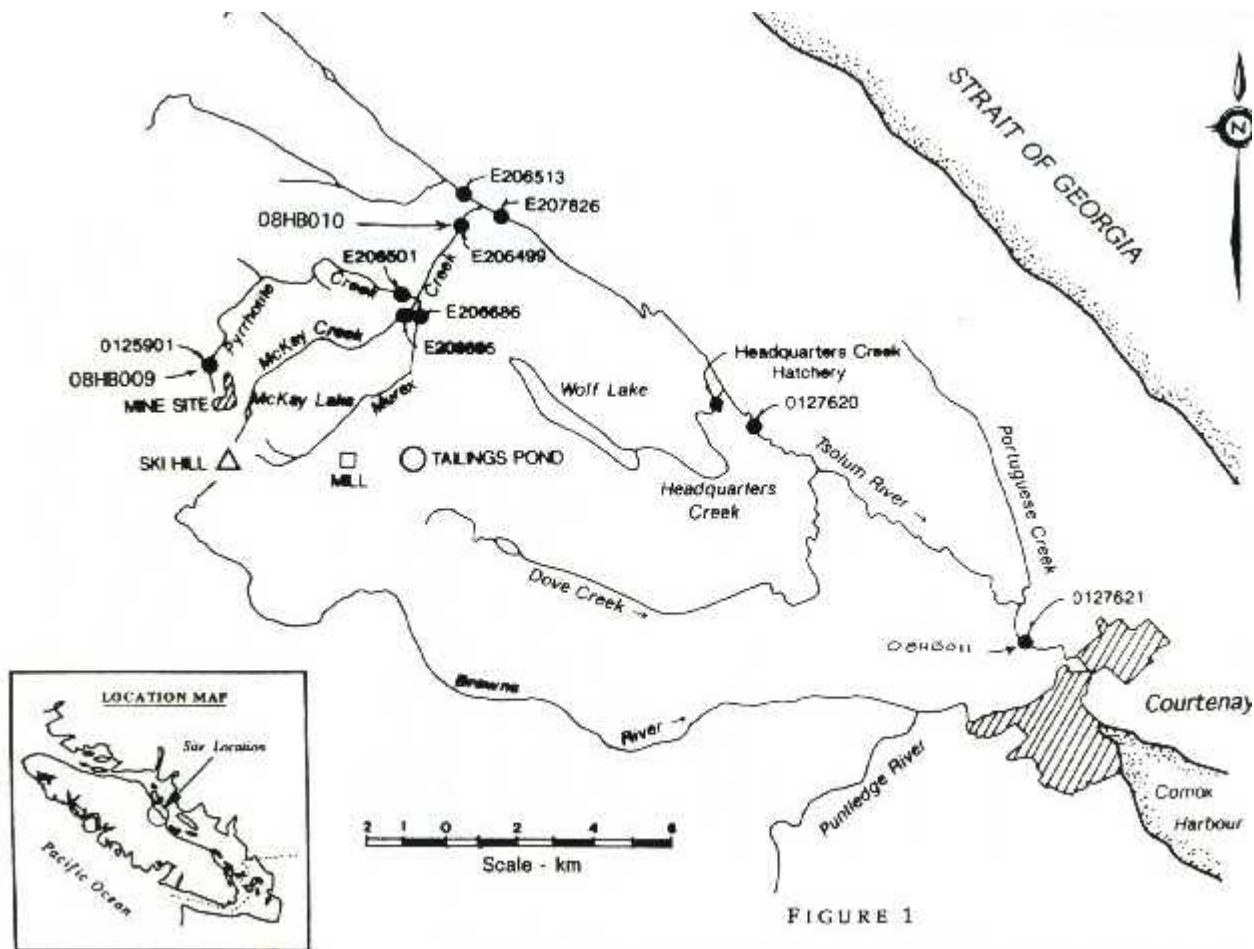 STRAIT OF GEORGIA
N
E206513
E207826
08HB010
E206499
E206501
Creek
Creek
E206686
Pyrrhotite
McKay Creek
0125901
08HB009
MINE SITE
McKay Lake
Murex
Wolf Lake
Headquarters Creek
Hatchery
0127620
SKI HILL
MILL
TAILINGS POND
Headquarters
Creek
Tsolum River →
Portuguese Creek
Dove Creek →
0127621
08HB011
Browns
River →
Puntledge River
Courtenay
Comox
Harbour
LOCATION MAP
Site Location
Pacific Ocean
2 1 0 2 4 6
Scale - km
FIGURE 1